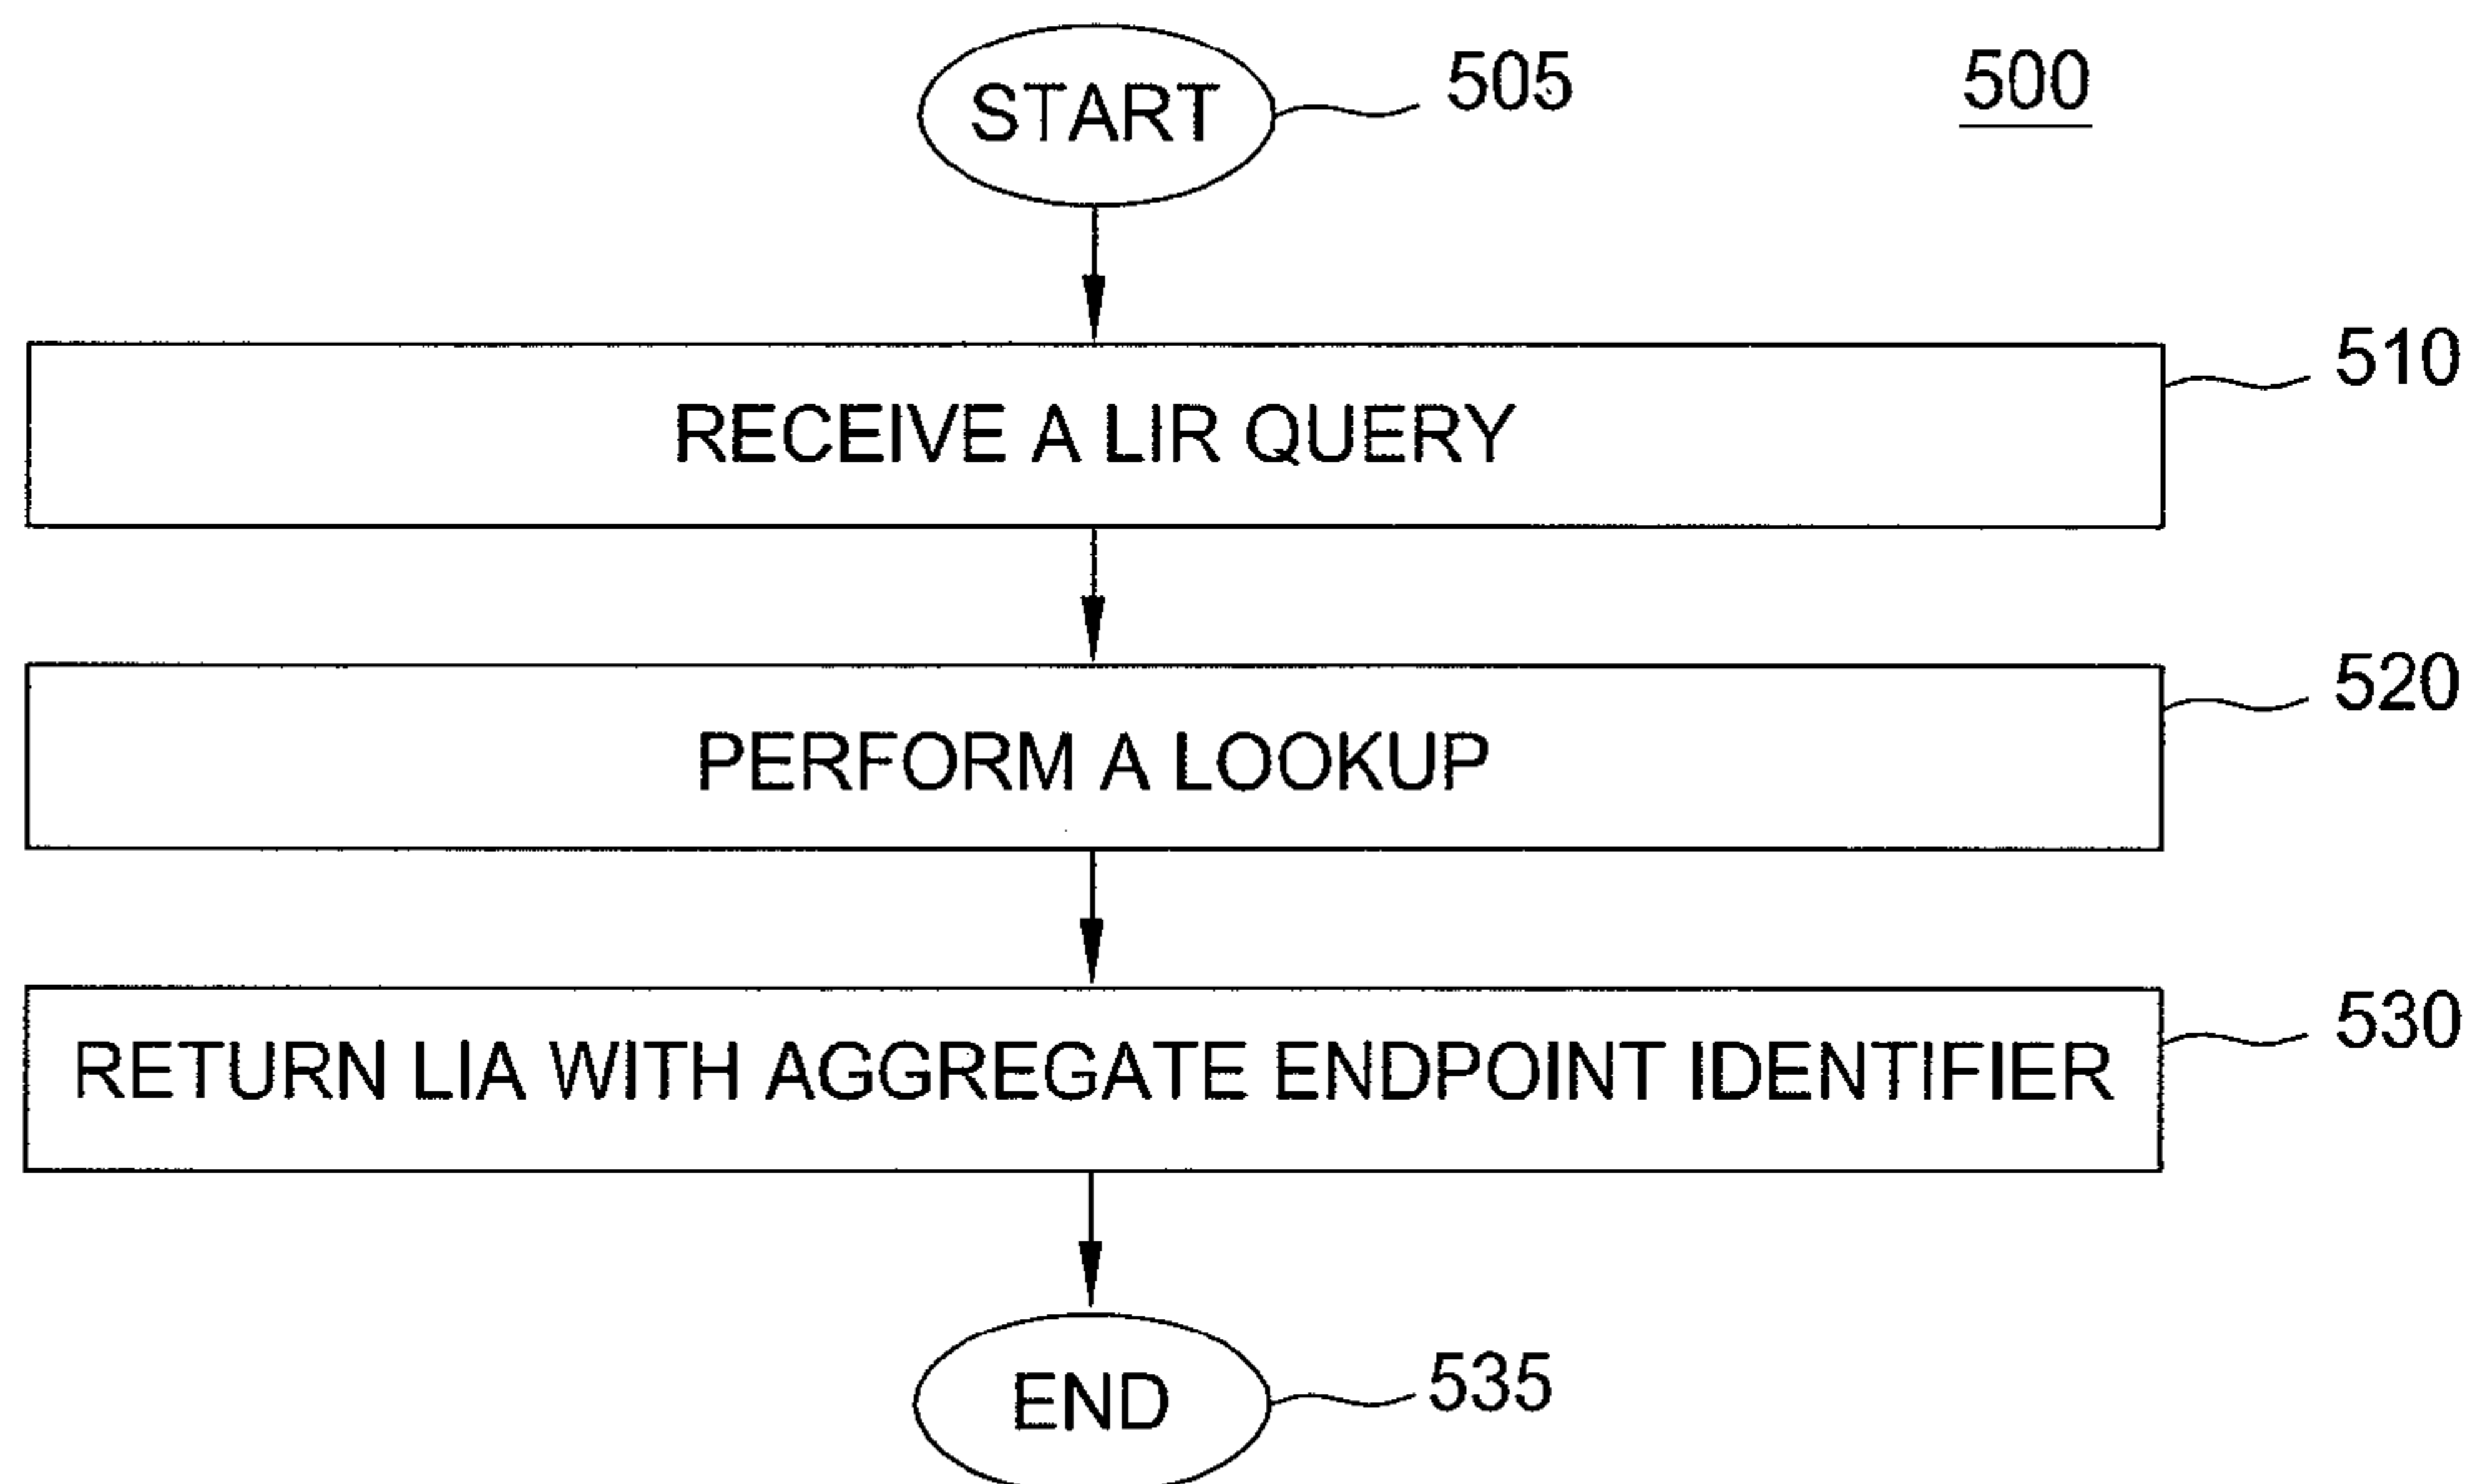 START
505
500
RECEIVE A LIR QUERY
510
PERFORM A LOOKUP
520
RETURN LIA WITH AGGREGATE ENDPOINT IDENTIFIER
530
END
535